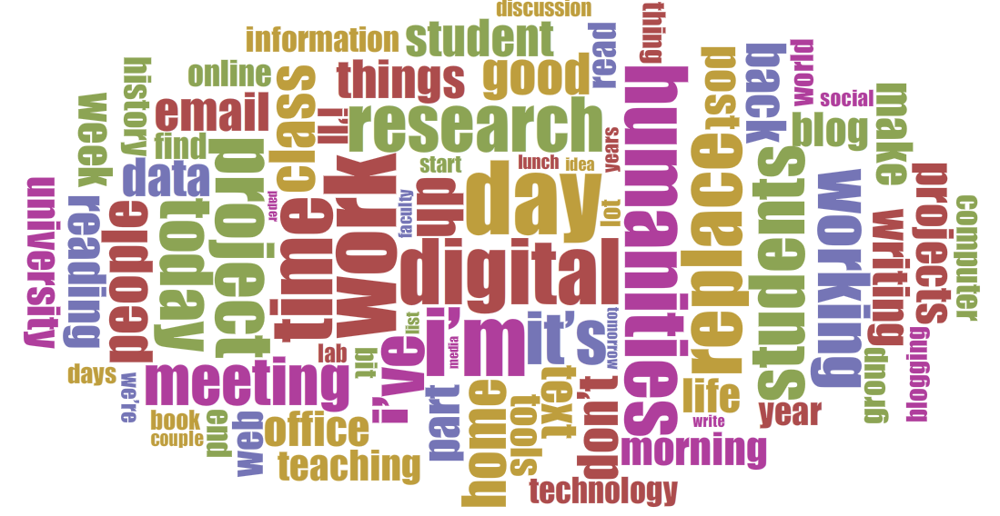 discussion
thing
information
student
read
world
things
good
back
post
history
online
class
social
week
email
i'll
research
humanities
blog
make
find
years
project
start
lunch
idea
students
data
work
day
replaced
working
projects
university
reading
people
today
paper
time
faculty
up
lot
writing
computer
digital
list
i'm
media
it's
tomorrow
blogging
lab
bit
i've
group
days
we're
meeting
part
home
tools
text
don't
life
year
book
couple
end
web
office
write
teaching
morning
technology